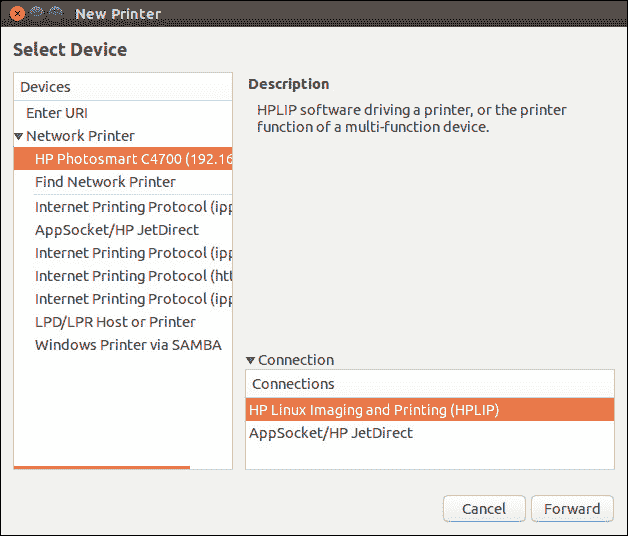 New Printer
Select Device
Devices
Enter URI
Network Printer
HP Photosmart C4700 (192.16
Find Network Printer
Internet Printing Protocol (ipp
AppSocket/HP JetDirect
Internet Printing Protocol (ipp
Internet Printing Protocol (htt
Internet Printing Protocol (ipp
LPD/LPR Host or Printer
Windows Printer via SAMBA
Description
HPLIP software driving a printer, or the printer
function of a multi-function device.
Connection
Connections
HP Linux Imaging and Printing (HPLIP)
AppSocket/HP JetDirect
Cancel
Forward